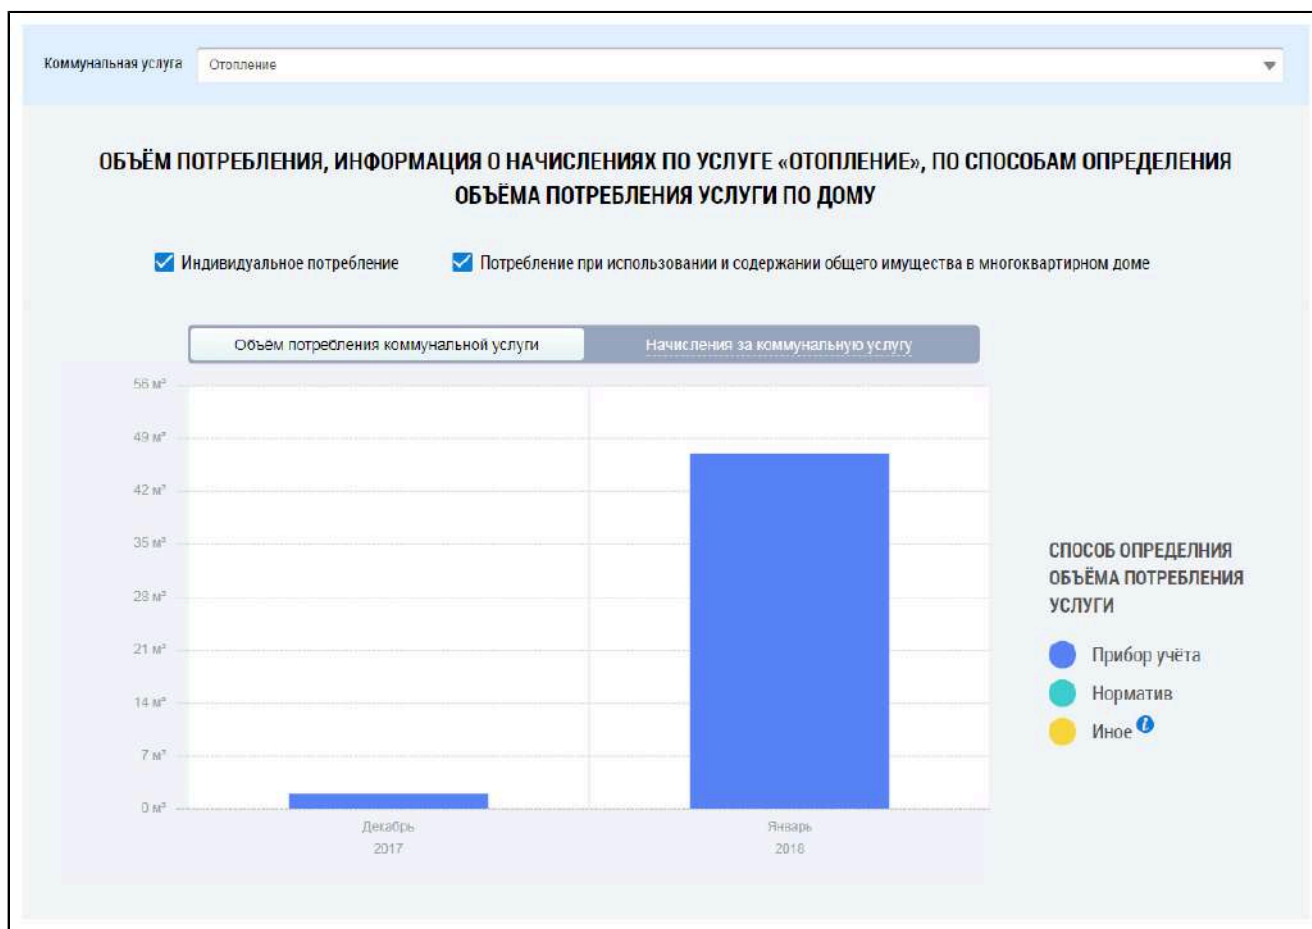 Коммунальная услуга Отопление
ОБЪЁМ ПОТРЕБЛЕНИЯ, ИНФОРМАЦИЯ О НАЧИСЛЕНИЯХ ПО УСЛУГЕ «ОТОПЛЕНИЕ», ПО СПОСОБАМ ОПРЕДЕЛЕНИЯ
ОБЪЁМА ПОТРЕБЛЕНИЯ УСЛУГИ ПО ДОМУ
Индивидуальное потребление Потребление при использовании и содержании общего имущества в многоквартирном доме
Объём потребления коммунальной услуги Начисления за коммунальную услугу
56 м³
49 м³
42 м³
35 м³
28 м³
21 м³
14 м³
7 м³
0 м³
Декабрь
2017
Январь
2018
СПОСОБ ОПРЕДЕЛНИЯ
ОБЪЁМА ПОТРЕБЛЕНИЯ
УСЛУГИ
Прибор учёта
Норматив
Иное i